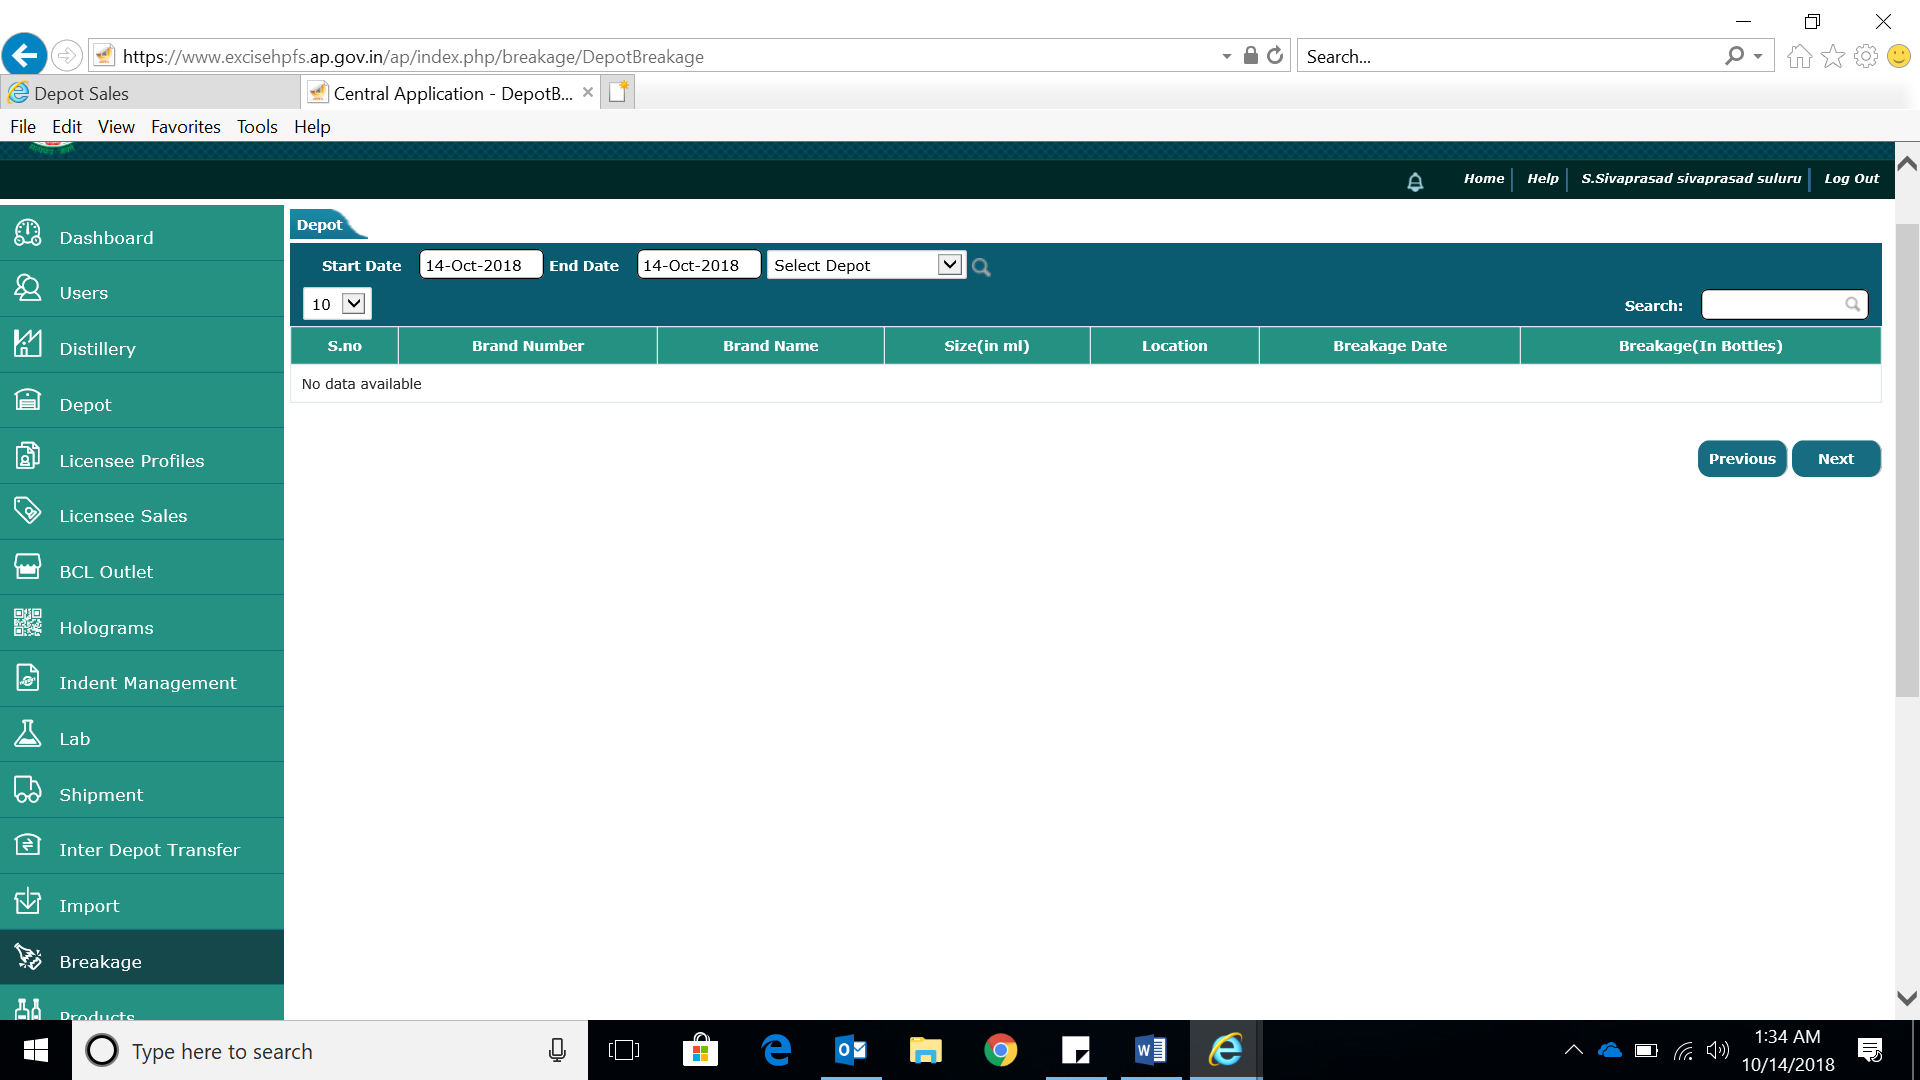 https://www.excisehpfs.ap.gov.in/ap/index.php/breakage/DepotBreakage
Search...
Depot Sales
Central Application - DepotB...
File Edit View Favorites Tools Help
Home Help S.Sivaprasad sivaprasad suluru Log Out
Dashboard
Users
Distillery
Depot
Licensee Profiles
Licensee Sales
BCL Outlet
Holograms
Indent Management
Lab
Shipment
Inter Depot Transfer
Import
Breakage
Products
Depot
Start Date 14-Oct-2018 End Date 14-Oct-2018 Select Depot
10 Search:
S.no Brand Number Brand Name Size(in ml) Location Breakage Date Breakage(In Bottles)
No data available
Previous Next
Type here to search
1:34 AM
10/14/2018